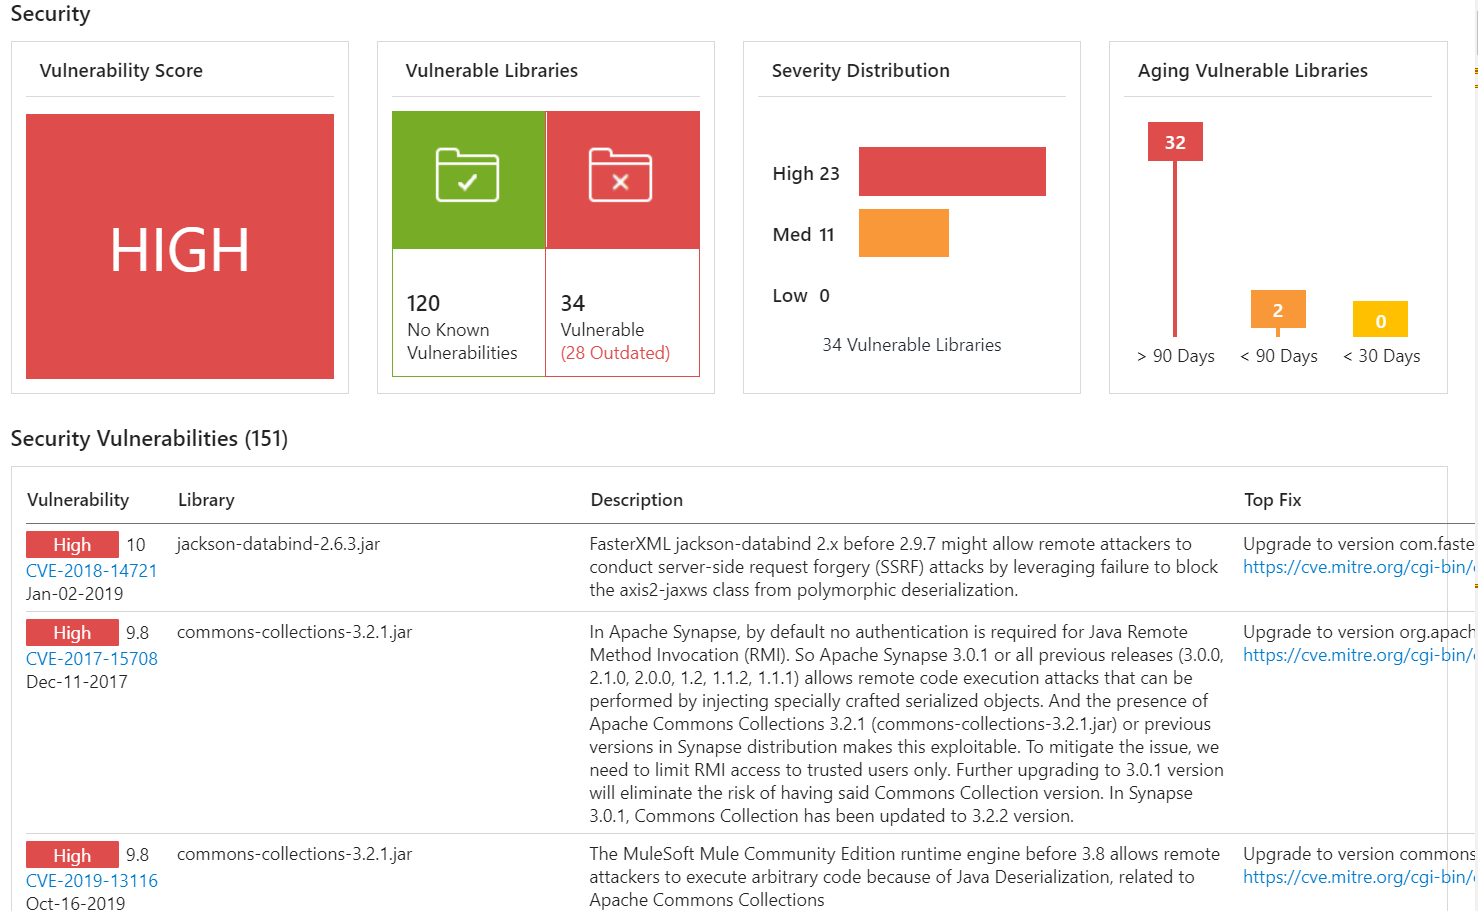 Security
Vulnerability Score
HIGH
Vulnerable Libraries
120
No Known
Vulnerabilities
34
Vulnerable
(28 Outdated)
Severity Distribution
High 23
Med 11
Low 0
34 Vulnerable Libraries
Aging Vulnerable Libraries
32
2
0
> 90 Days
< 90 Days
< 30 Days
Security Vulnerabilities (151)
Vulnerability Library Description Top Fix
High 10
CVE-2018-14721
Jan-02-2019
jackson-databind-2.6.3.jar
FasterXML jackson-databind 2.x before 2.9.7 might allow remote attackers to
conduct server-side request forgery (SSRF) attacks by leveraging failure to block
the axis2-jaxws class from polymorphic deserialization.
Upgrade to version com.faste
https://cve.mitre.org/cgi-bin/
High 9.8
CVE-2017-15708
Dec-11-2017
commons-collections-3.2.1.jar
In Apache Synapse, by default no authentication is required for Java Remote
Method Invocation (RMI). So Apache Synapse 3.0.1 or all previous releases (3.0.0,
2.1.0, 2.0.0, 1.2, 1.1.2, 1.1.1) allows remote code execution attacks that can be
performed by injecting specially crafted serialized objects. And the presence of
Apache Commons Collections 3.2.1 (commons-collections-3.2.1.jar) or previous
versions in Synapse distribution makes this exploitable. To mitigate the issue, we
need to limit RMI access to trusted users only. Further upgrading to 3.0.1 version
will eliminate the risk of having said Commons Collection version. In Synapse
3.0.1, Commons Collection has been updated to 3.2.2 version.
Upgrade to version org.apach
https://cve.mitre.org/cgi-bin/
High 9.8
CVE-2019-13116
Oct-16-2019
commons-collections-3.2.1.jar
The MuleSoft Mule Community Edition runtime engine before 3.8 allows remote
attackers to execute arbitrary code because of Java Deserialization, related to
Apache Commons Collections
Upgrade to version commons
https://cve.mitre.org/cgi-bin/